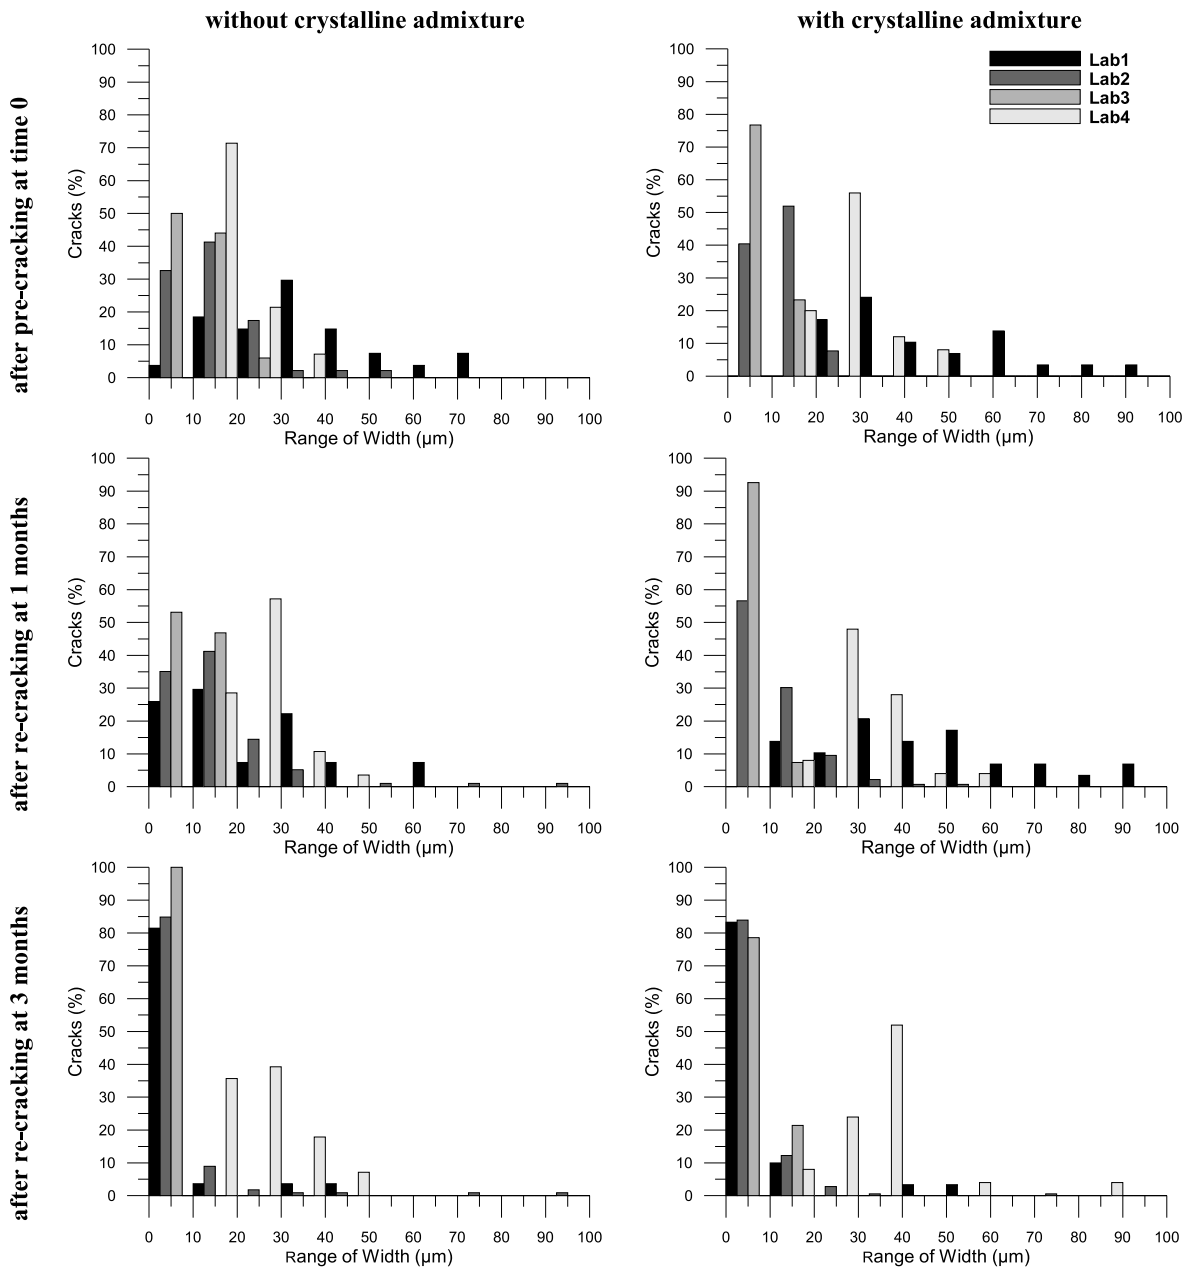 without crystalline admixture
with crystalline admixture
after pre-cracking at time 0
100
90
80
70
60
50
40
30
20
10
0
Cracks (%)
0 10 20 30 40 50 60 70 80 90 100
Range of Width (µm)
Lab1
Lab2
Lab3
Lab4
100
90
80
70
60
50
40
30
20
10
0
Cracks (%)
0 10 20 30 40 50 60 70 80 90 100
Range of Width (µm)
after re-cracking at 1 months
100
90
80
70
60
50
40
30
20
10
0
Cracks (%)
0 10 20 30 40 50 60 70 80 90 100
Range of Width (µm)
100
90
80
70
60
50
40
30
20
10
0
Cracks (%)
0 10 20 30 40 50 60 70 80 90 100
Range of Width (µm)
after re-cracking at 3 months
100
90
80
70
60
50
40
30
20
10
0
Cracks (%)
0 10 20 30 40 50 60 70 80 90 100
Range of Width (µm)
100
90
80
70
60
50
40
30
20
10
0
Cracks (%)
0 10 20 30 40 50 60 70 80 90 100
Range of Width (µm)